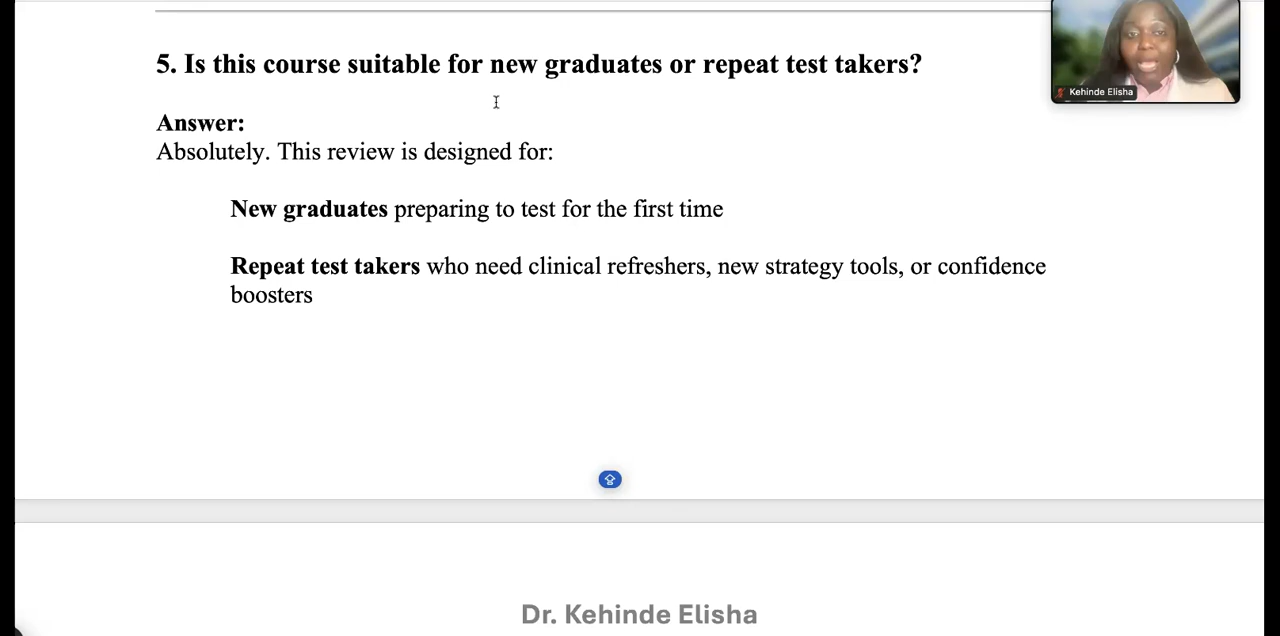 5. Is this course suitable for new graduates or repeat test takers?
Kehinde Elisha
Answer:
Absolutely. This review is designed for:
New graduates preparing to test for the first time
Repeat test takers who need clinical refreshers, new strategy tools, or confidence
boosters
Dr. Kehinde Elisha